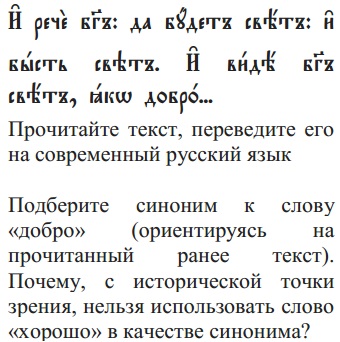 И҆ речѐ бг҃ъ: да бꙋ́детъ свѣ́тъ: и҆
бы́сть свѣ́тъ. И҆ ви́дѣ бг҃ъ
свѣ́тъ, ꙗ҆́кѡ добро̀...
Прочитайте текст, переведите его
на современный русский язык
Подберите синоним к слову
«добро» (ориентируясь на
прочитанный ранее текст).
Почему, с исторической точки
зрения, нельзя использовать слово
«хорошо» в качестве синонима?